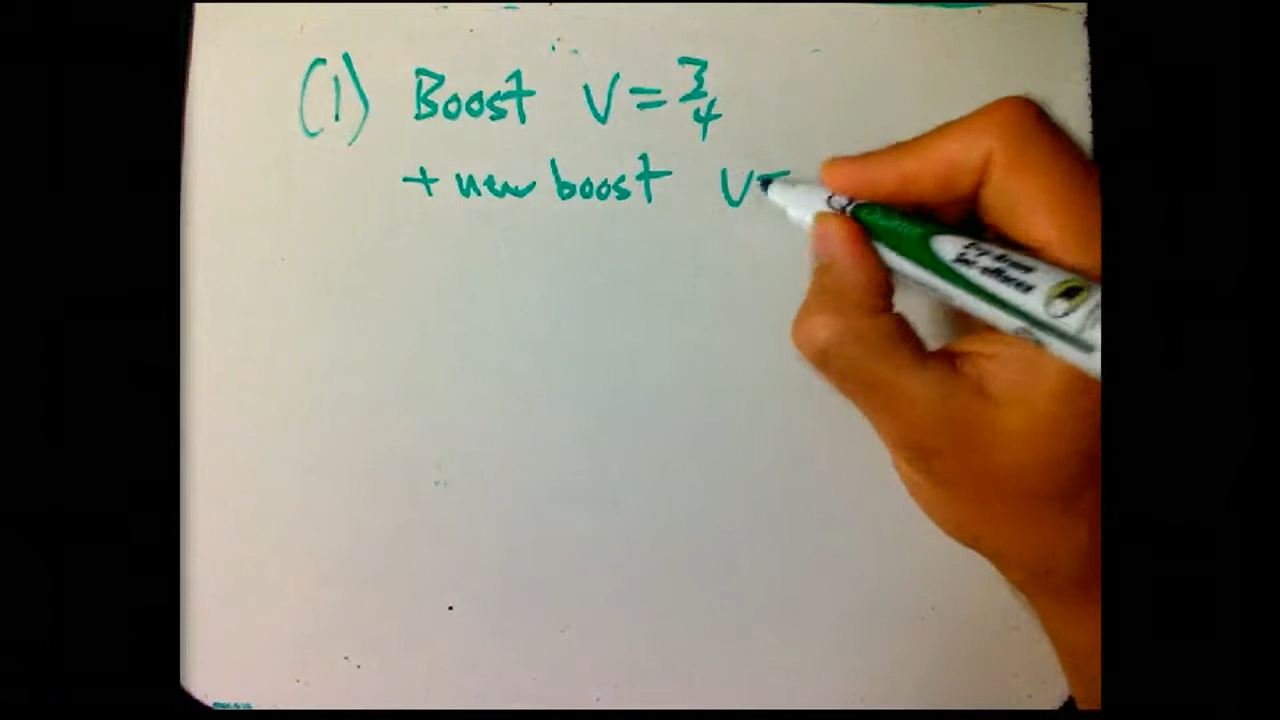 (1) Boost V = 3/4
+ new boost V=